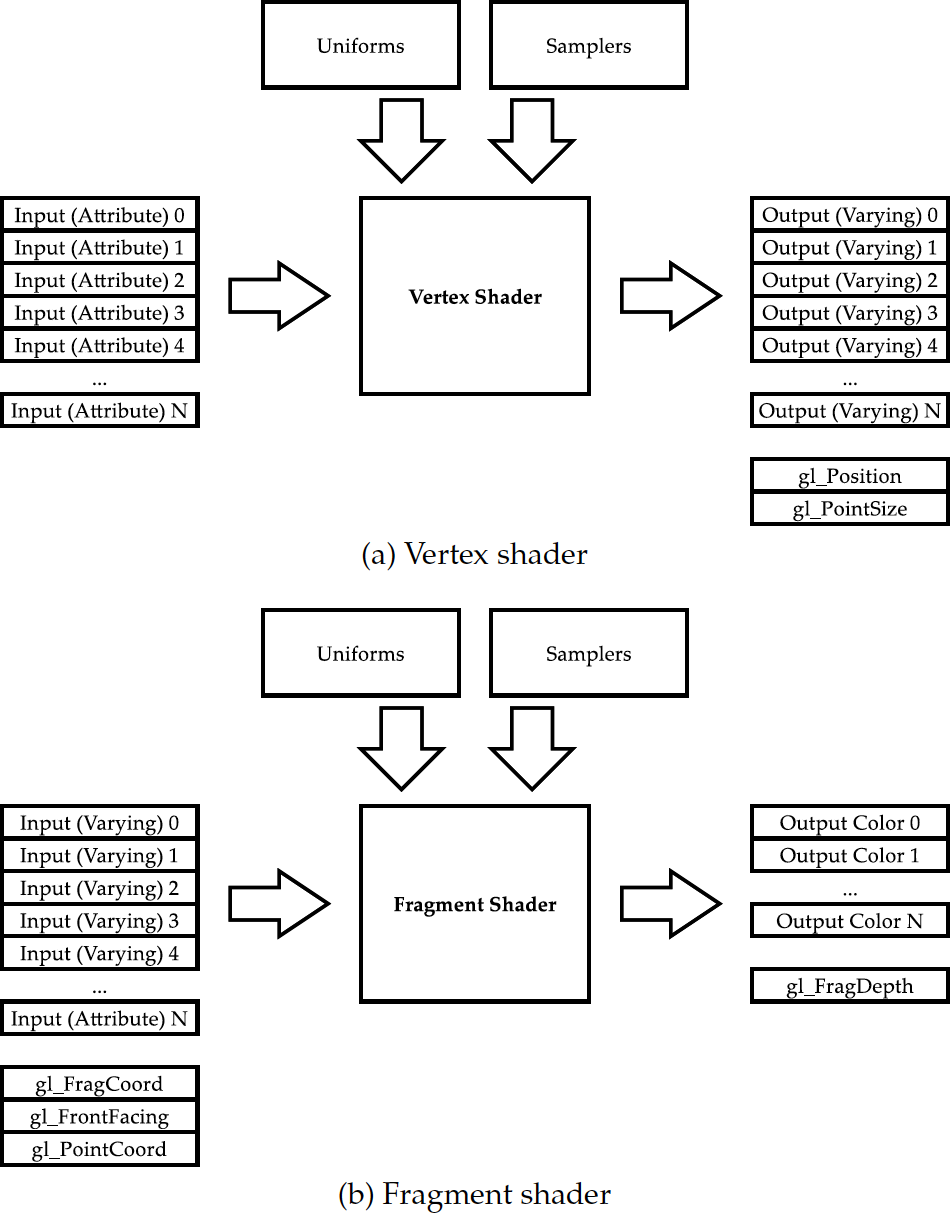 Uniforms
Samplers
Input (Attribute) 0
Input (Attribute) 1
Input (Attribute) 2
Input (Attribute) 3
Input (Attribute) 4
...
Input (Attribute) N
Vertex Shader
Output (Varying) 0
Output (Varying) 1
Output (Varying) 2
Output (Varying) 3
Output (Varying) 4
...
Output (Varying) N
gl_Position
gl_PointSize
(a) Vertex shader
Uniforms
Samplers
Input (Varying) 0
Input (Varying) 1
Input (Varying) 2
Input (Varying) 3
Input (Varying) 4
...
Input (Attribute) N
gl_FragCoord
gl_FrontFacing
gl_PointCoord
Fragment Shader
Output Color 0
Output Color 1
...
Output Color N
gl_FragDepth
(b) Fragment shader